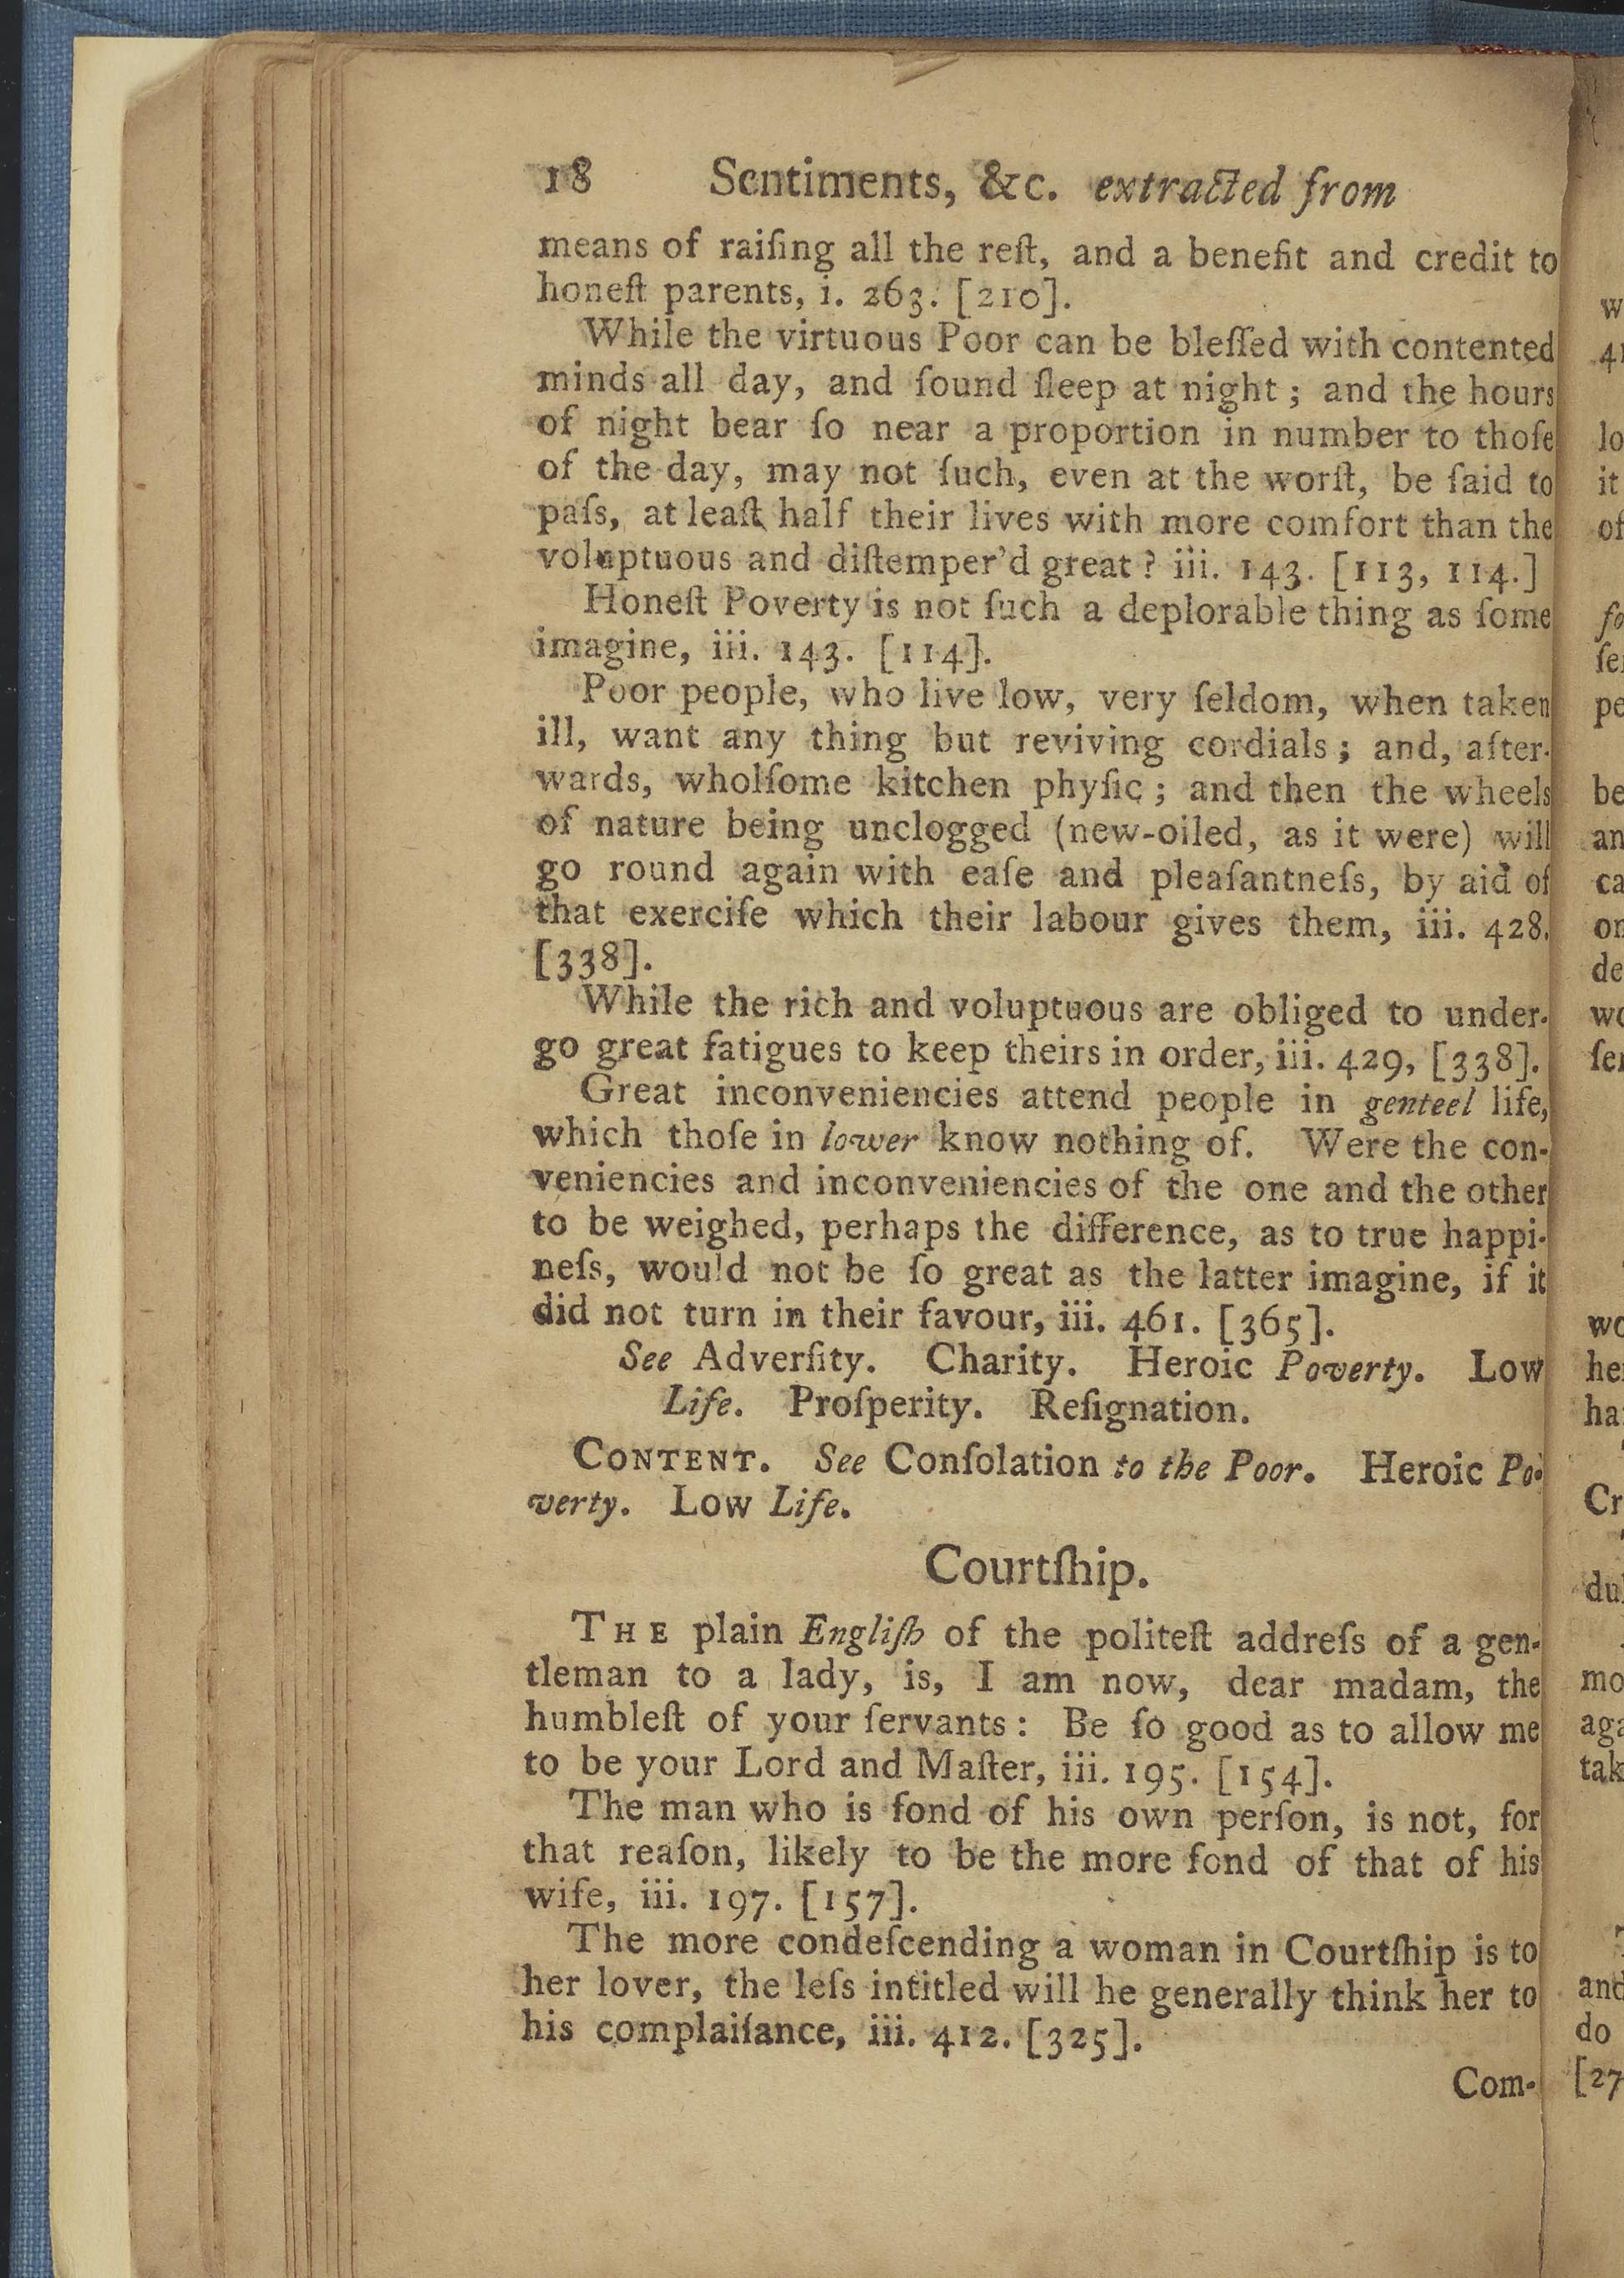 18 Sentiments, &c. extracted from
means of raiſing all the reſt, and a benefit and credit to
honeſt parents, i. 263. [210].
While the virtuous Poor can be bleſſed with contented
minds all day, and ſound ſleep at night ; and the hours
of night bear ſo near a proportion in number to thoſe
of the day, may not ſuch, even at the worſt, be ſaid to
paſs, at leaſt half their lives with more comfort than the
voluptuous and diſtemper'd great ? iii. 143. [113, 114.]
Honeſt Poverty is not ſuch a deplorable thing as ſome
imagine, iii. 143. [114].
Poor people, who live low, very ſeldom, when taken
ill, want any thing but reviving cordials ; and, after-
wards, wholſome kitchen phyſic ; and then the wheels
of nature being unclogged (new-oiled, as it were) will
go round again with eaſe and pleaſantneſs, by aid of
that exerciſe which their labour gives them, iii. 428.
[338].
While the rich and voluptuous are obliged to under-
go great fatigues to keep theirs in order, iii. 429, [338].
Great inconveniencies attend people in genteel life,
which thoſe in lower know nothing of. Were the con-
veniencies and inconveniencies of the one and the other
to be weighed, perhaps the difference, as to true happi-
neſs, would not be ſo great as the latter imagine, if it
did not turn in their favour, iii. 461. [365].
See Adverſity. Charity. Heroic Poverty. Low
Life. Proſperity. Reſignation.
CONTENT. See Conſolation to the Poor. Heroic Po-
verty. Low Life.
Courtſhip.
THE plain Engliſh of the politeſt addreſs of a gen-
tleman to a lady, is, I am now, dear madam, the
humbleſt of your ſervants : Be ſo good as to allow me
to be your Lord and Maſter, iii. 195. [154].
The man who is fond of his own perſon, is not, for
that reaſon, likely to be the more fond of that of his
wife, iii. 197. [157].
The more condeſcending a woman in Courtſhip is to
her lover, the leſs intitled will he generally think her to
his complaiſance, iii. 412. [325].
Com-